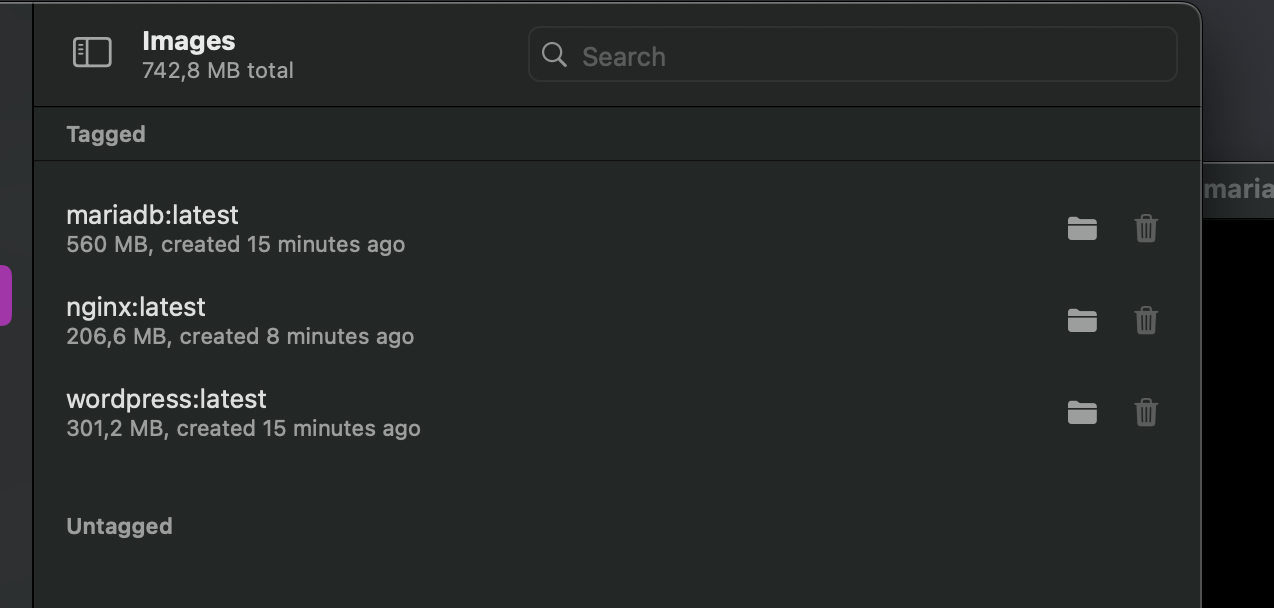 Images
742,8 MB total
Search
Tagged
mariadb:latest
560 MB, created 15 minutes ago
maria
nginx:latest
206,6 MB, created 8 minutes ago
wordpress:latest
301,2 MB, created 15 minutes ago
Untagged